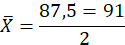 X̄ = 87,5 = 91
2